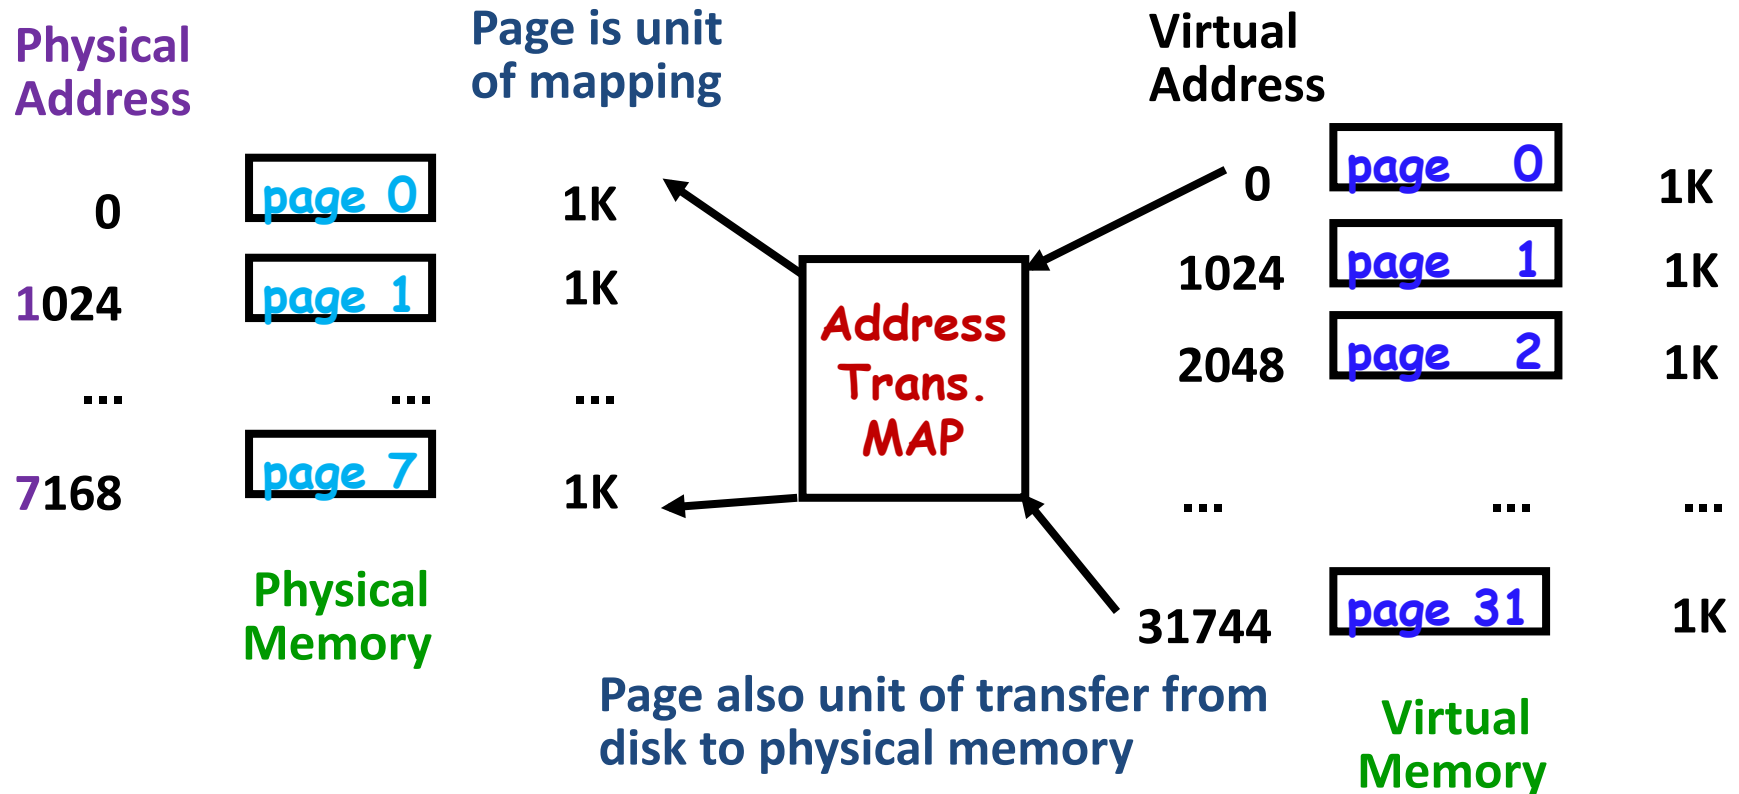 Physical
Address
Page is unit
of mapping
Virtual
Address
0 page 0 1K
1024 page 1 1K
... ... ...
7168 page 7 1K
Physical
Memory
Address
Trans.
MAP
0 page 0 1K
1024 page 1 1K
2048 page 2 1K
... ... ...
31744 page 31 1K
Virtual
Memory
Page also unit of transfer from
disk to physical memory